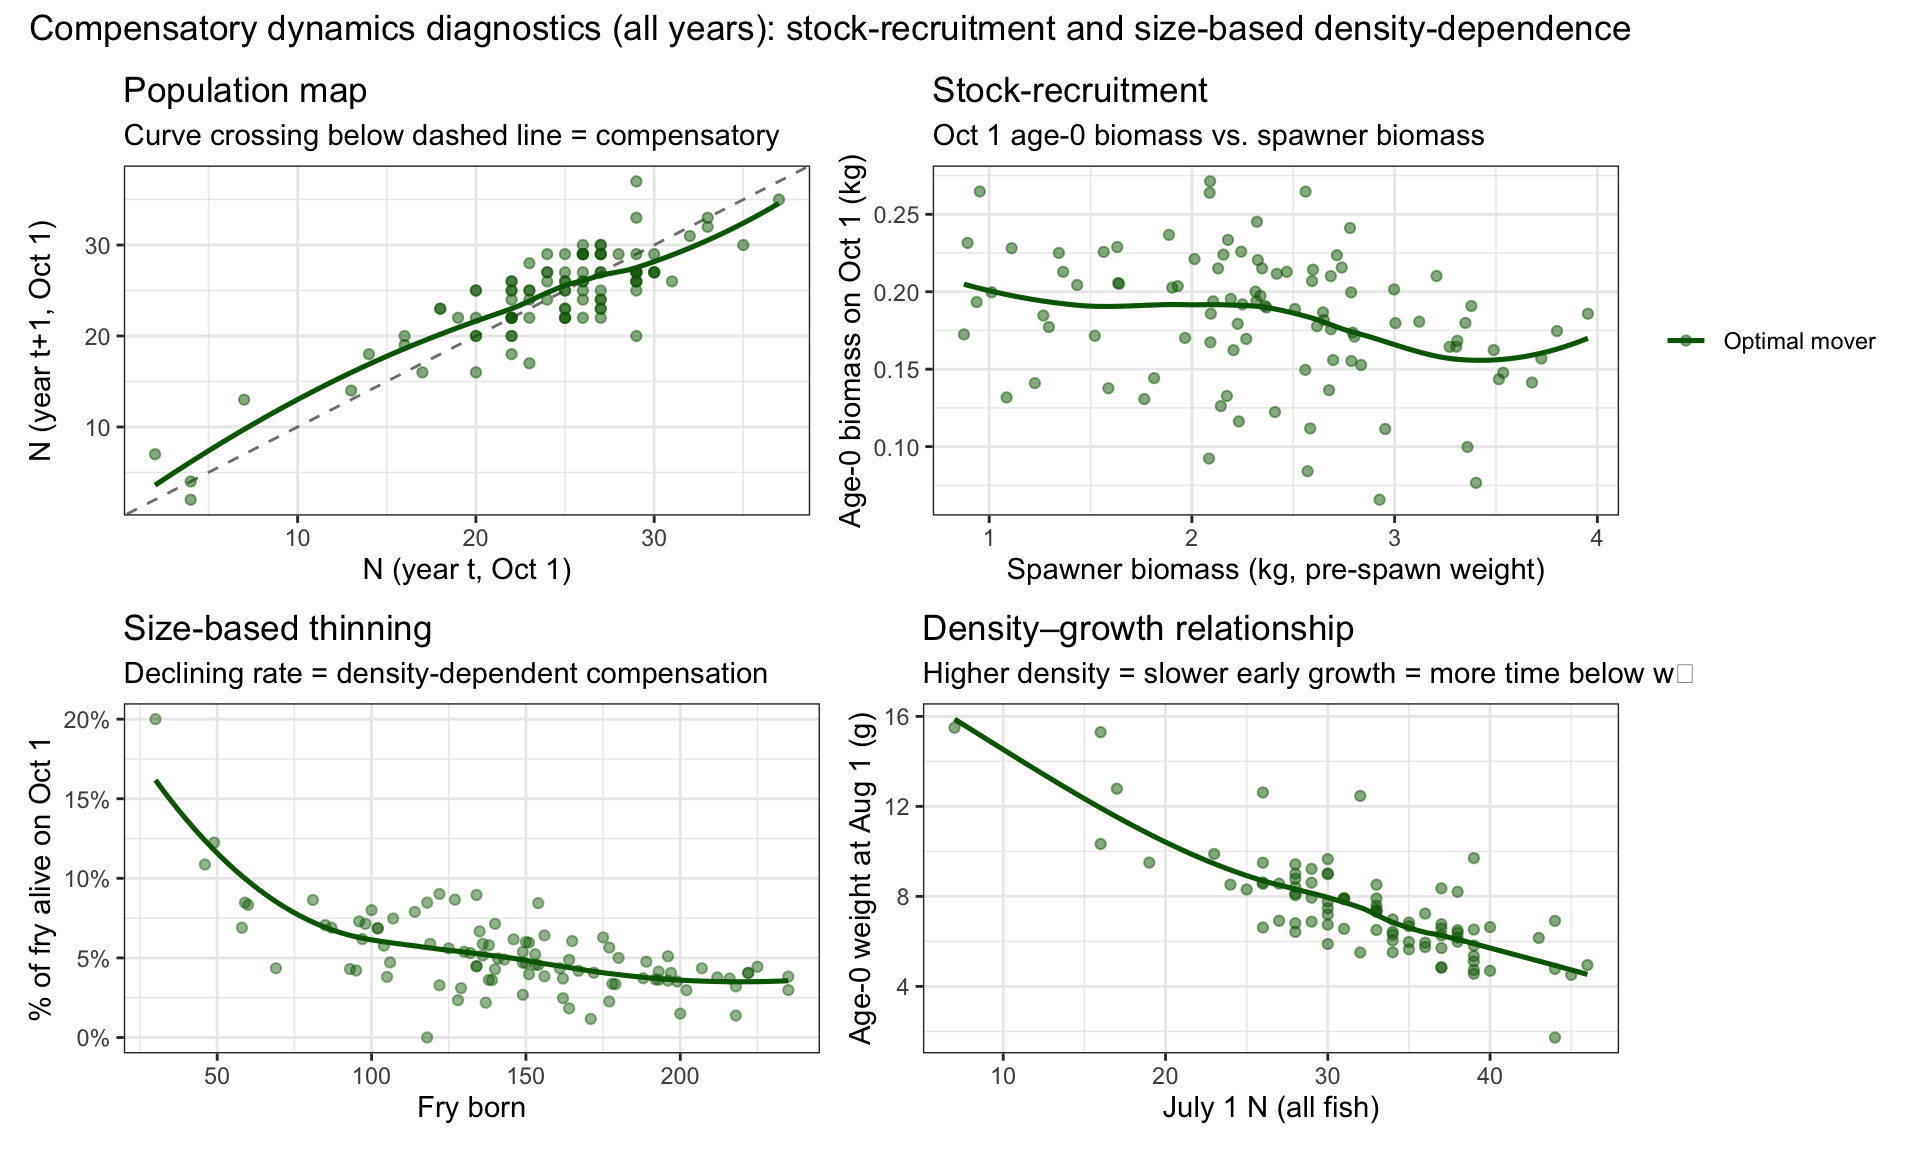 Compensatory dynamics diagnostics (all years): stock-recruitment and size-based density-dependence
Population map
Curve crossing below dashed line = compensatory
N (year t+1, Oct 1)
30
20
10
10
20
30
N (year t, Oct 1)
Stock-recruitment
Oct 1 age-0 biomass vs. spawner biomass
Age-0 biomass on Oct 1 (kg)
0.25
0.20
0.15
0.10
1
2
3
4
Spawner biomass (kg, pre-spawn weight)
Optimal mover
Size-based thinning
Declining rate = density-dependent compensation
% of fry alive on Oct 1
20%
15%
10%
5%
0%
50
100
150
200
Fry born
Density–growth relationship
Higher density = slower early growth = more time below w□
Age-0 weight at Aug 1 (g)
16
12
8
4
10
20
30
40
July 1 N (all fish)